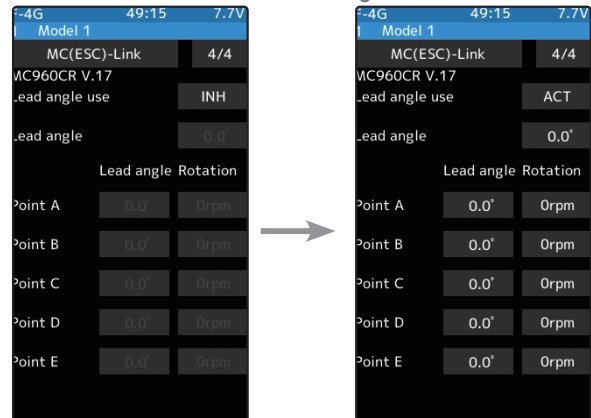 F-4G 49:15 7.7V
1 Model 1
MC(ESC)-Link 4/4
MC960CR V.17
Lead angle use INH
Lead angle 0.0°
Lead angle Rotation
Point A 0.0° 0rpm
Point B 0.0° 0rpm
Point C 0.0° 0rpm
Point D 0.0° 0rpm
Point E 0.0° 0rpm
F-4G 49:15 7.7V
1 Model 1
MC(ESC)-Link 4/4
MC960CR V.17
Lead angle use ACT
Lead angle 0.0°
Lead angle Rotation
Point A 0.0° 0rpm
Point B 0.0° 0rpm
Point C 0.0° 0rpm
Point D 0.0° 0rpm
Point E 0.0° 0rpm